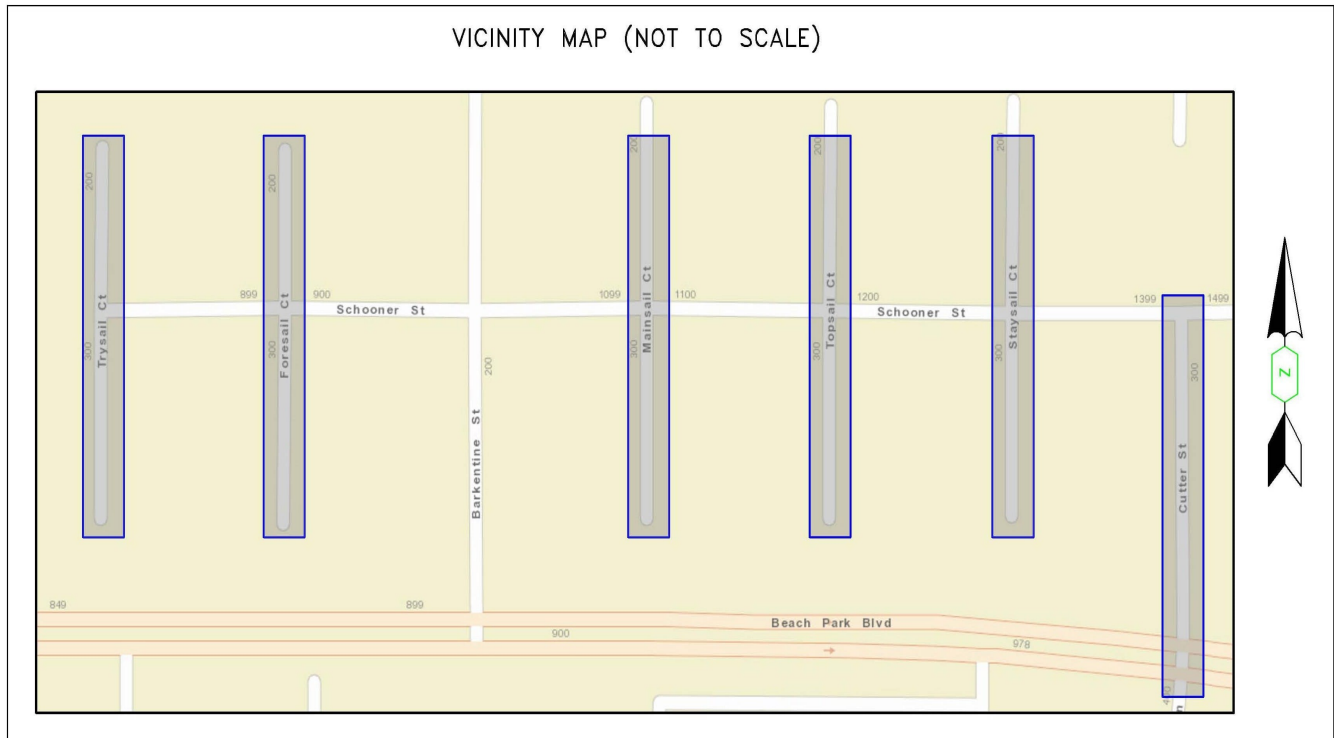 VICINITY MAP (NOT TO SCALE)
200
200
200
200
200
899
900
1099
1100
1200
1399
1499
Schooner St
Schooner St
Trysail Ct
Foresail Ct
Mainsail Ct
Topsail Ct
Staysail Ct
300
300
300
300
300
300
200
Barkentine St
Cutter St
N
849
899
900
Beach Park Blvd
978